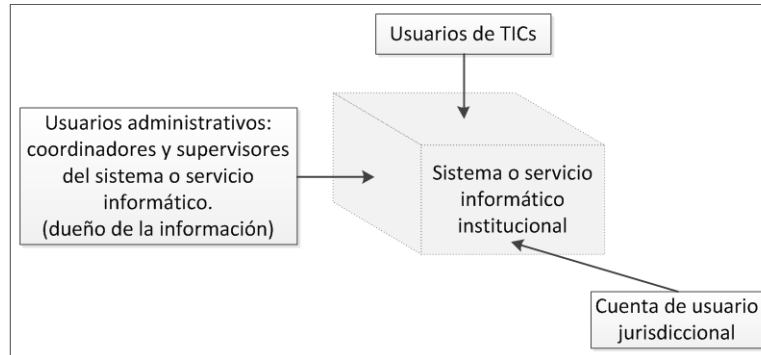 Usuarios de TICs
Usuarios administrativos:
coordinadores y supervisores
del sistema o servicio
informático.
(dueño de la información)
Sistema o servicio
informático
institucional
Cuenta de usuario
jurisdiccional